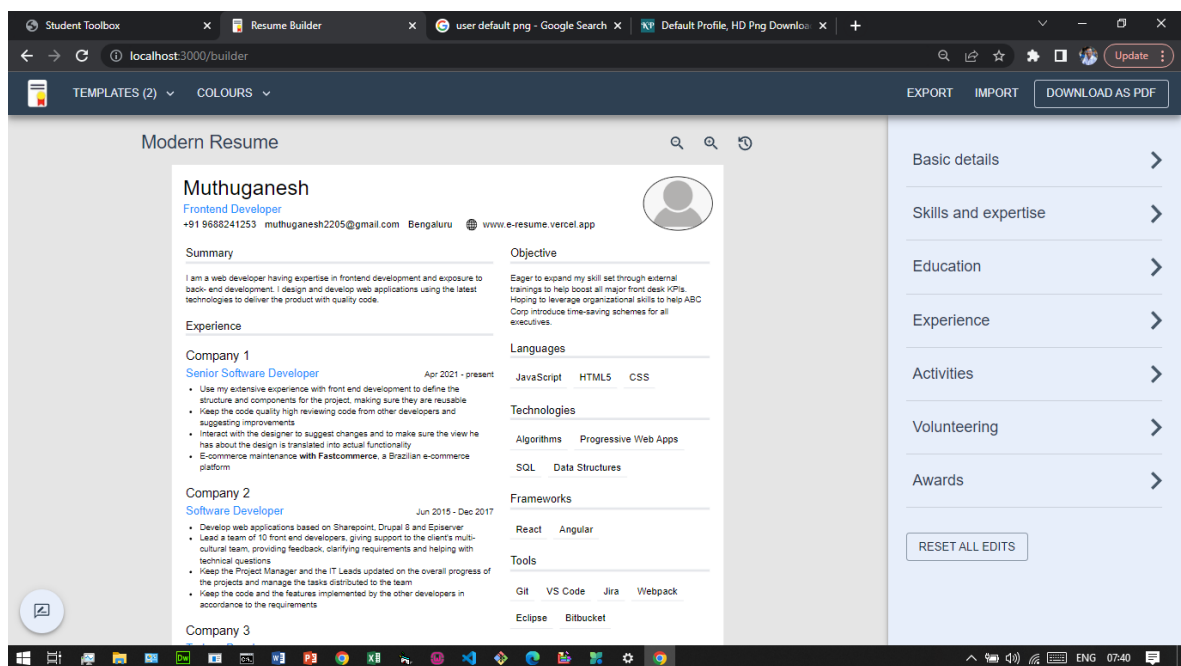 Student Toolbox
Resume Builder
user default png - Google Search
Default Profile, HD Png Downloa
localhost:3000/builder
Update
TEMPLATES (2)
COLOURS
EXPORT
IMPORT
DOWNLOAD AS PDF
Modern Resume
Muthuganesh
Frontend Developer
+91 9688241253 muthuganesh2205@gmail.com Bengaluru www.e-resume.vercel.app
Summary
I am a web developer having expertise in frontend development and exposure to
back- end development. I design and develop web applications using the latest
technologies to deliver the product with quality code.
Experience
Company 1
Senior Software Developer
Apr 2021 - present
• Use my extensive experience with front end development to define the
structure and components for the project, making sure they are reusable
• Keep the code quality high reviewing code from other developers and
suggesting improvements
• Interact with the designer to suggest changes and to make sure the view he
has about the design is translated into actual functionality
• E-commerce maintenance with Fastcommerce, a Brazilian e-commerce
platform
Company 2
Software Developer
Jun 2015 - Dec 2017
• Develop web applications based on Sharepoint, Drupal 8 and Episerver
• Lead a team of 10 front end developers, giving support to the client's multi-
cultural team, providing feedback, clarifying requirements and helping with
technical questions
• Keep the Project Manager and the IT Leads updated on the overall progress of
the projects and manage the tasks distributed to the team
• Keep the code and the features implemented by the other developers in
accordance to the requirements
Company 3
Objective
Eager to expand my skill set through external
trainings to help boost all major front desk KPIs.
Hoping to leverage organizational skills to help ABC
Corp introduce time-saving schemes for all
executives.
Languages
JavaScript HTML5 CSS
Technologies
Algorithms Progressive Web Apps
SQL Data Structures
Frameworks
React Angular
Tools
Git VS Code Jira Webpack
Eclipse Bitbucket
Basic details
Skills and expertise
Education
Experience
Activities
Volunteering
Awards
RESET ALL EDITS
ENG 07:40